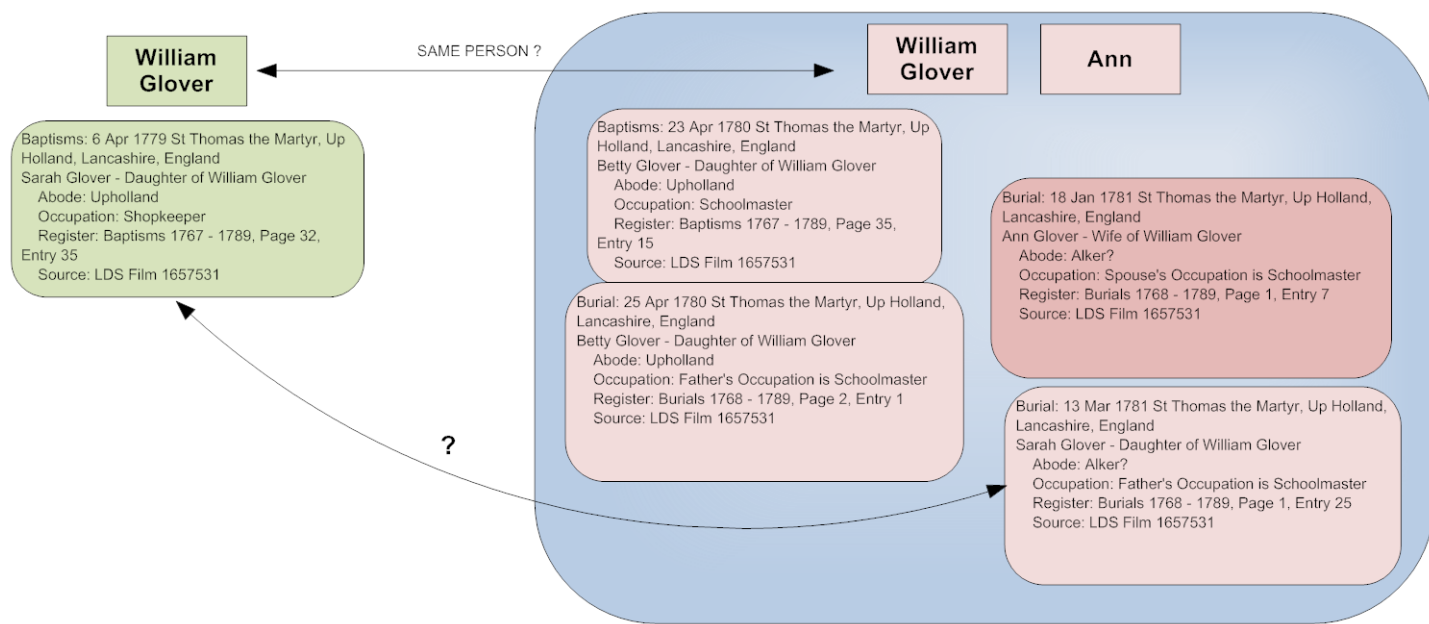 William
Glover
SAME PERSON ?
William
Glover
Ann
Baptisms: 6 Apr 1779 St Thomas the Martyr, Up
Holland, Lancashire, England
Sarah Glover - Daughter of William Glover
Abode: Upholland
Occupation: Shopkeeper
Register: Baptisms 1767 - 1789, Page 32,
Entry 35
Source: LDS Film 1657531
Baptisms: 23 Apr 1780 St Thomas the Martyr, Up
Holland, Lancashire, England
Betty Glover - Daughter of William Glover
Abode: Upholland
Occupation: Schoolmaster
Register: Baptisms 1767 - 1789, Page 35,
Entry 15
Source: LDS Film 1657531
Burial: 25 Apr 1780 St Thomas the Martyr, Up Holland,
Lancashire, England
Betty Glover - Daughter of William Glover
Abode: Upholland
Occupation: Father's Occupation is Schoolmaster
Register: Burials 1768 - 1789, Page 2, Entry 1
Source: LDS Film 1657531
Burial: 18 Jan 1781 St Thomas the Martyr, Up Holland,
Lancashire, England
Ann Glover - Wife of William Glover
Abode: Alker?
Occupation: Spouse's Occupation is Schoolmaster
Register: Burials 1768 - 1789, Page 1, Entry 7
Source: LDS Film 1657531
Burial: 13 Mar 1781 St Thomas the Martyr, Up Holland,
Lancashire, England
Sarah Glover - Daughter of William Glover
Abode: Alker?
Occupation: Father's Occupation is Schoolmaster
Register: Burials 1768 - 1789, Page 1, Entry 25
Source: LDS Film 1657531
?